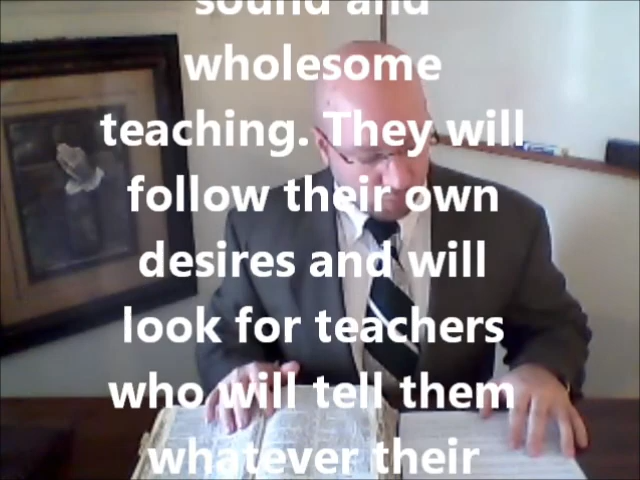 sound and
wholesome
teaching. They will
follow their own
desires and will
look for teachers
who will tell them
whatever their